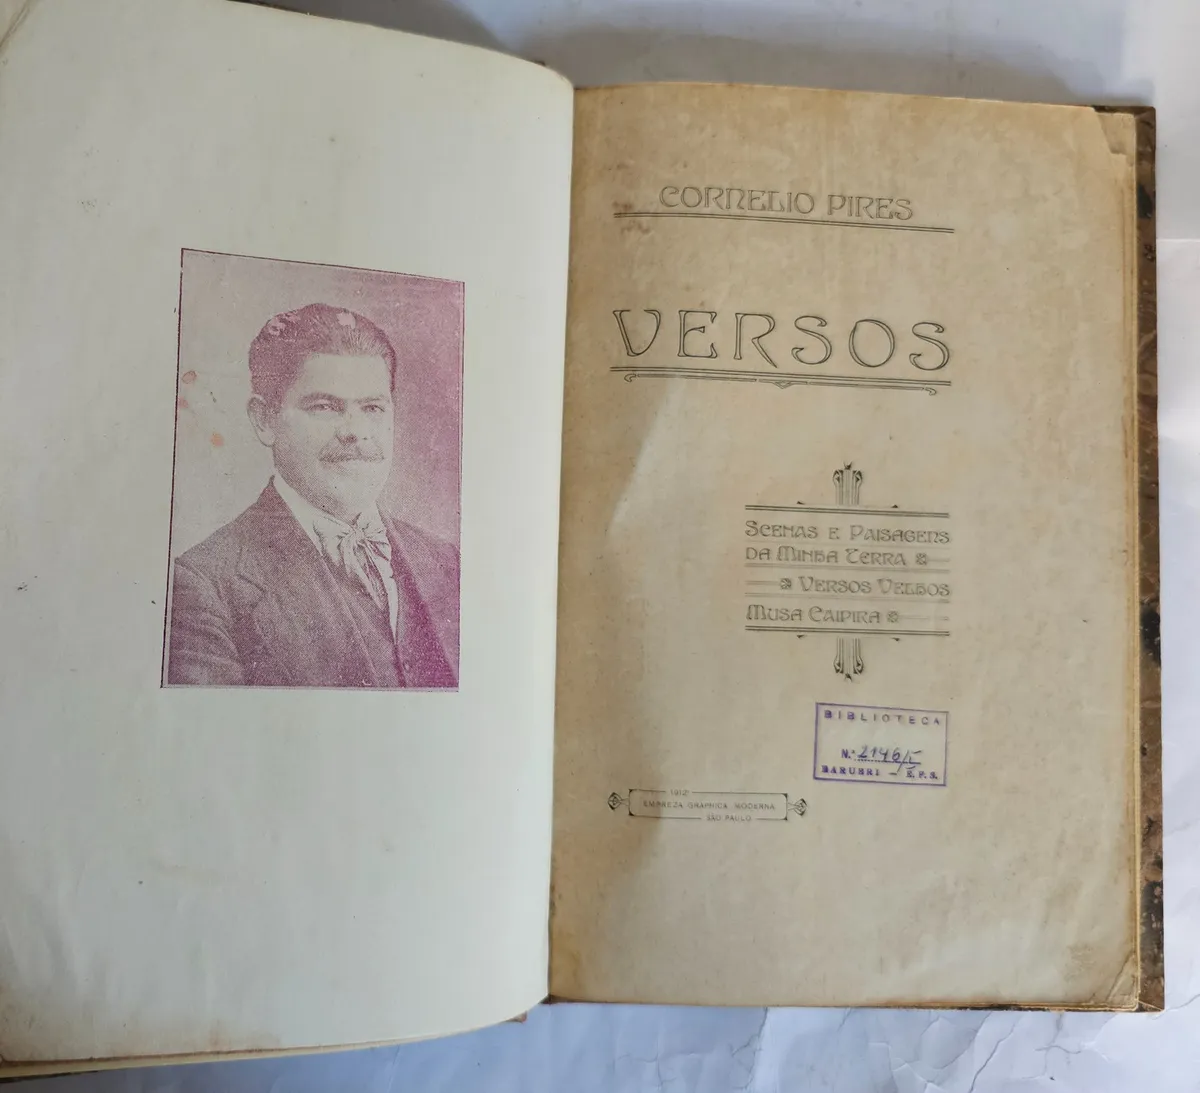 CORNELIO PIRES
VERSOS
SCENAS E PAISAGENS
DA MINHA TERRA
VERSOS VELHOS
MUSA CAIPIRA
BIBLIOTECA
N.º 2146/I
BARUERI - E.F.S.
1912
EMPREZA GRAPHICA MODERNA
SÃO PAULO